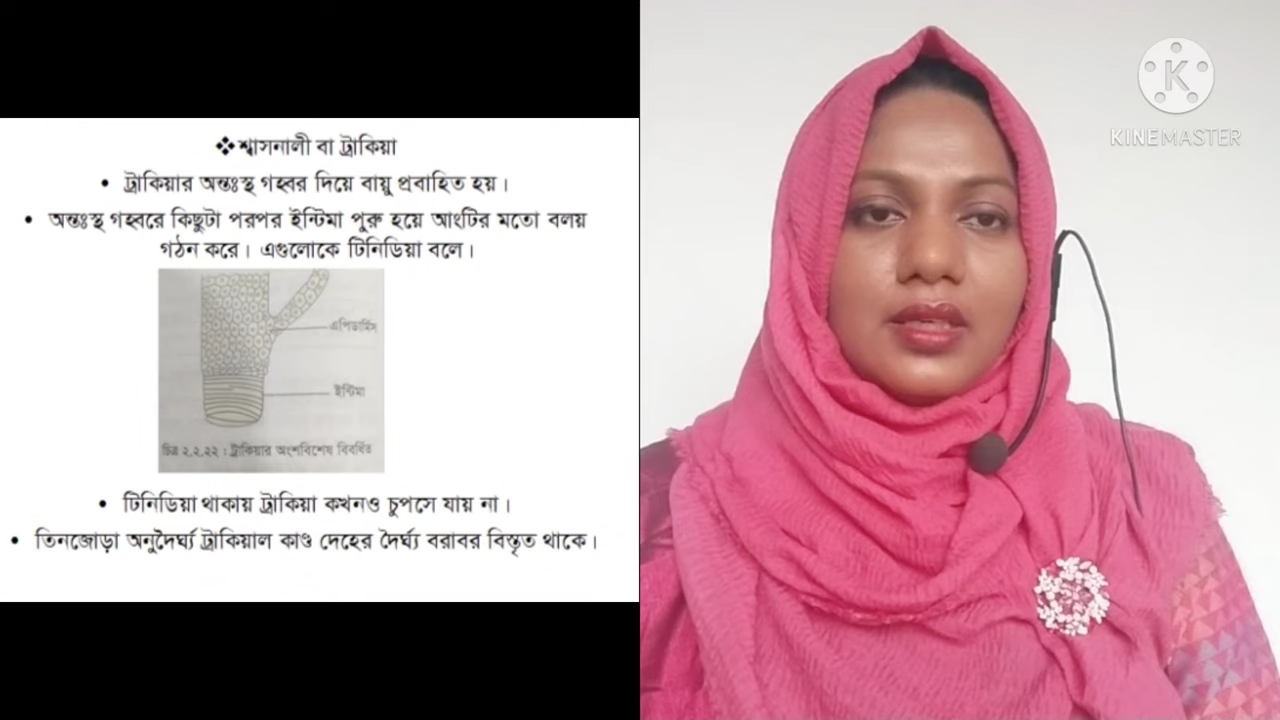 ❖শ্বাসনালী বা ট্রাকিয়া
• ট্রাকিয়ার অন্তঃস্থ গহ্বর দিয়ে বায়ু প্রবাহিত হয়।
• অন্তঃস্থ গহ্বরে কিছুটা পরপর ইন্টিমা পুরু হয়ে আংটির মতো বলয়
গঠন করে। এগুলোকে টিনিডিয়া বলে।
এপিডার্মিস
ইন্টিমা
চিত্র ২.২.২২ : ট্রাকিয়ার অংশবিশেষ বিবর্ধিত
• টিনিডিয়া থাকায় ট্রাকিয়া কখনও চুপসে যায় না।
• তিনজোড়া অনুদৈর্ঘ্য ট্রাকিয়াল কাণ্ড দেহের দৈর্ঘ্য বরাবর বিস্তৃত থাকে।
K
KINEMASTER